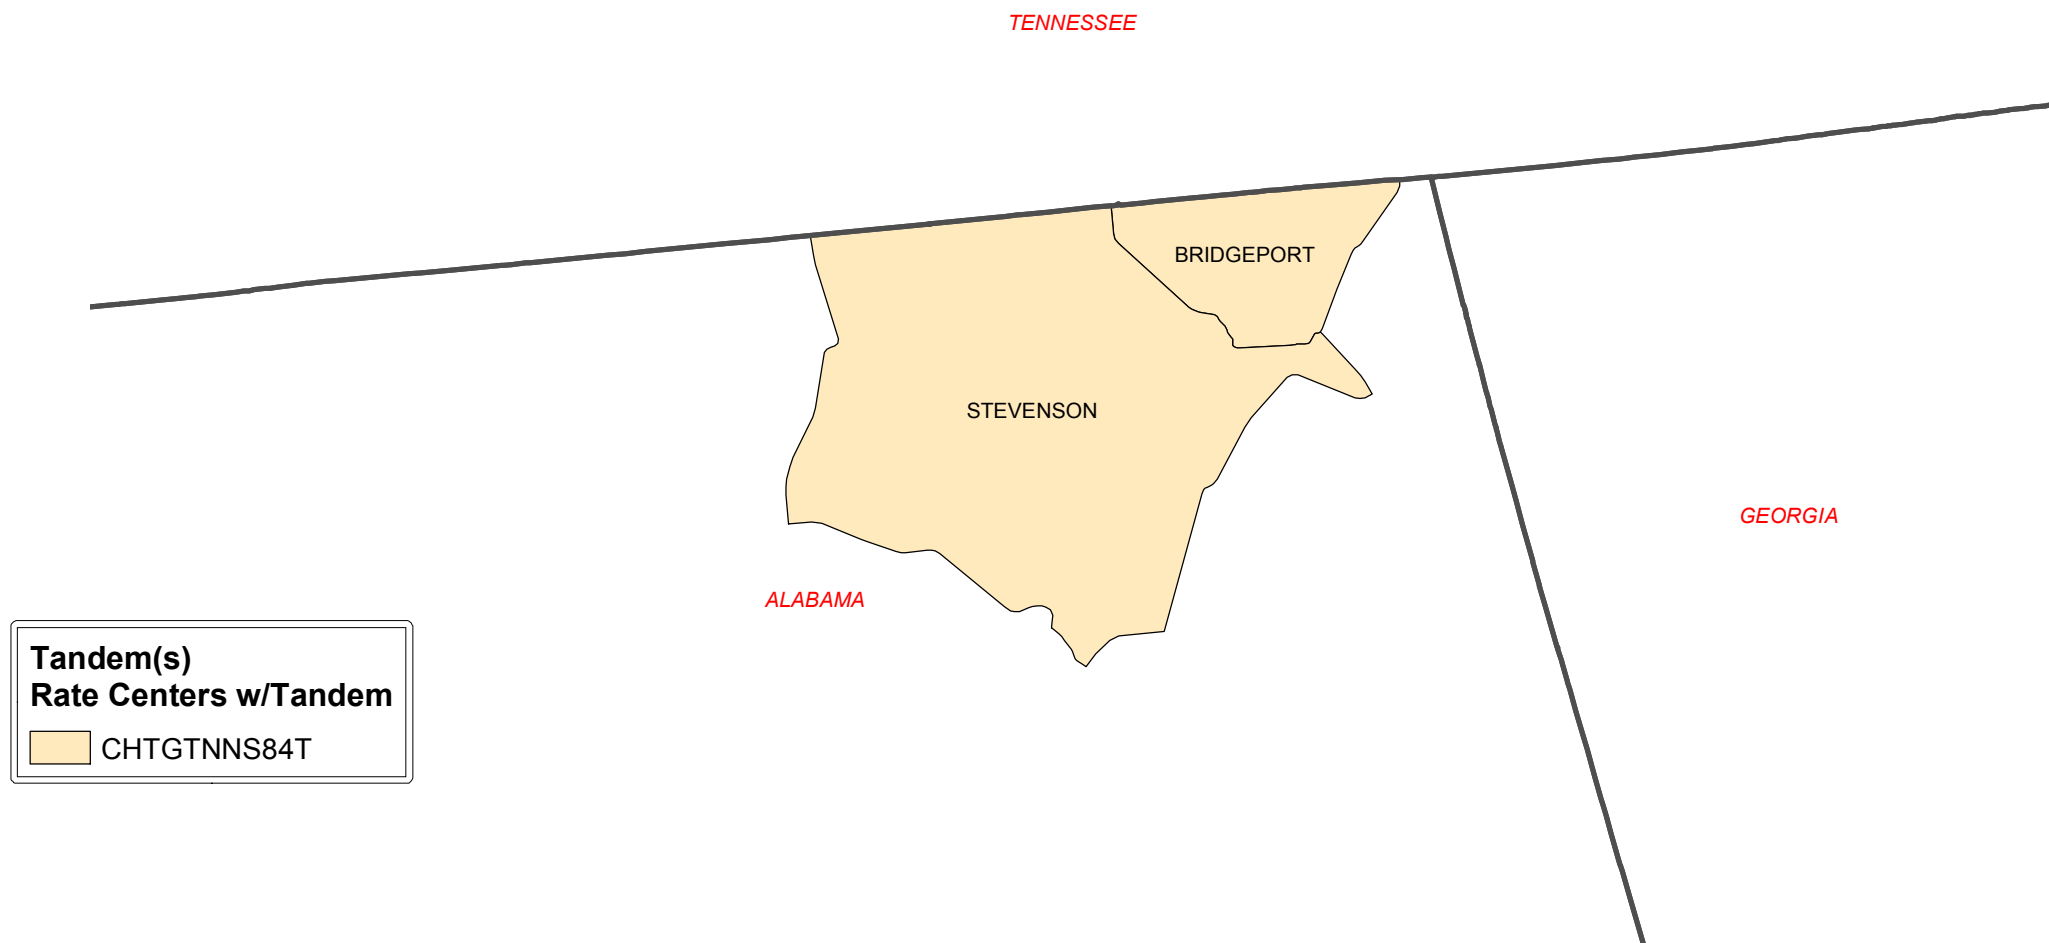 TENNESSEE
BRIDGEPORT
STEVENSON
GEORGIA
ALABAMA
Tandem(s)
Rate Centers w/Tandem
CHTGTNNS84T